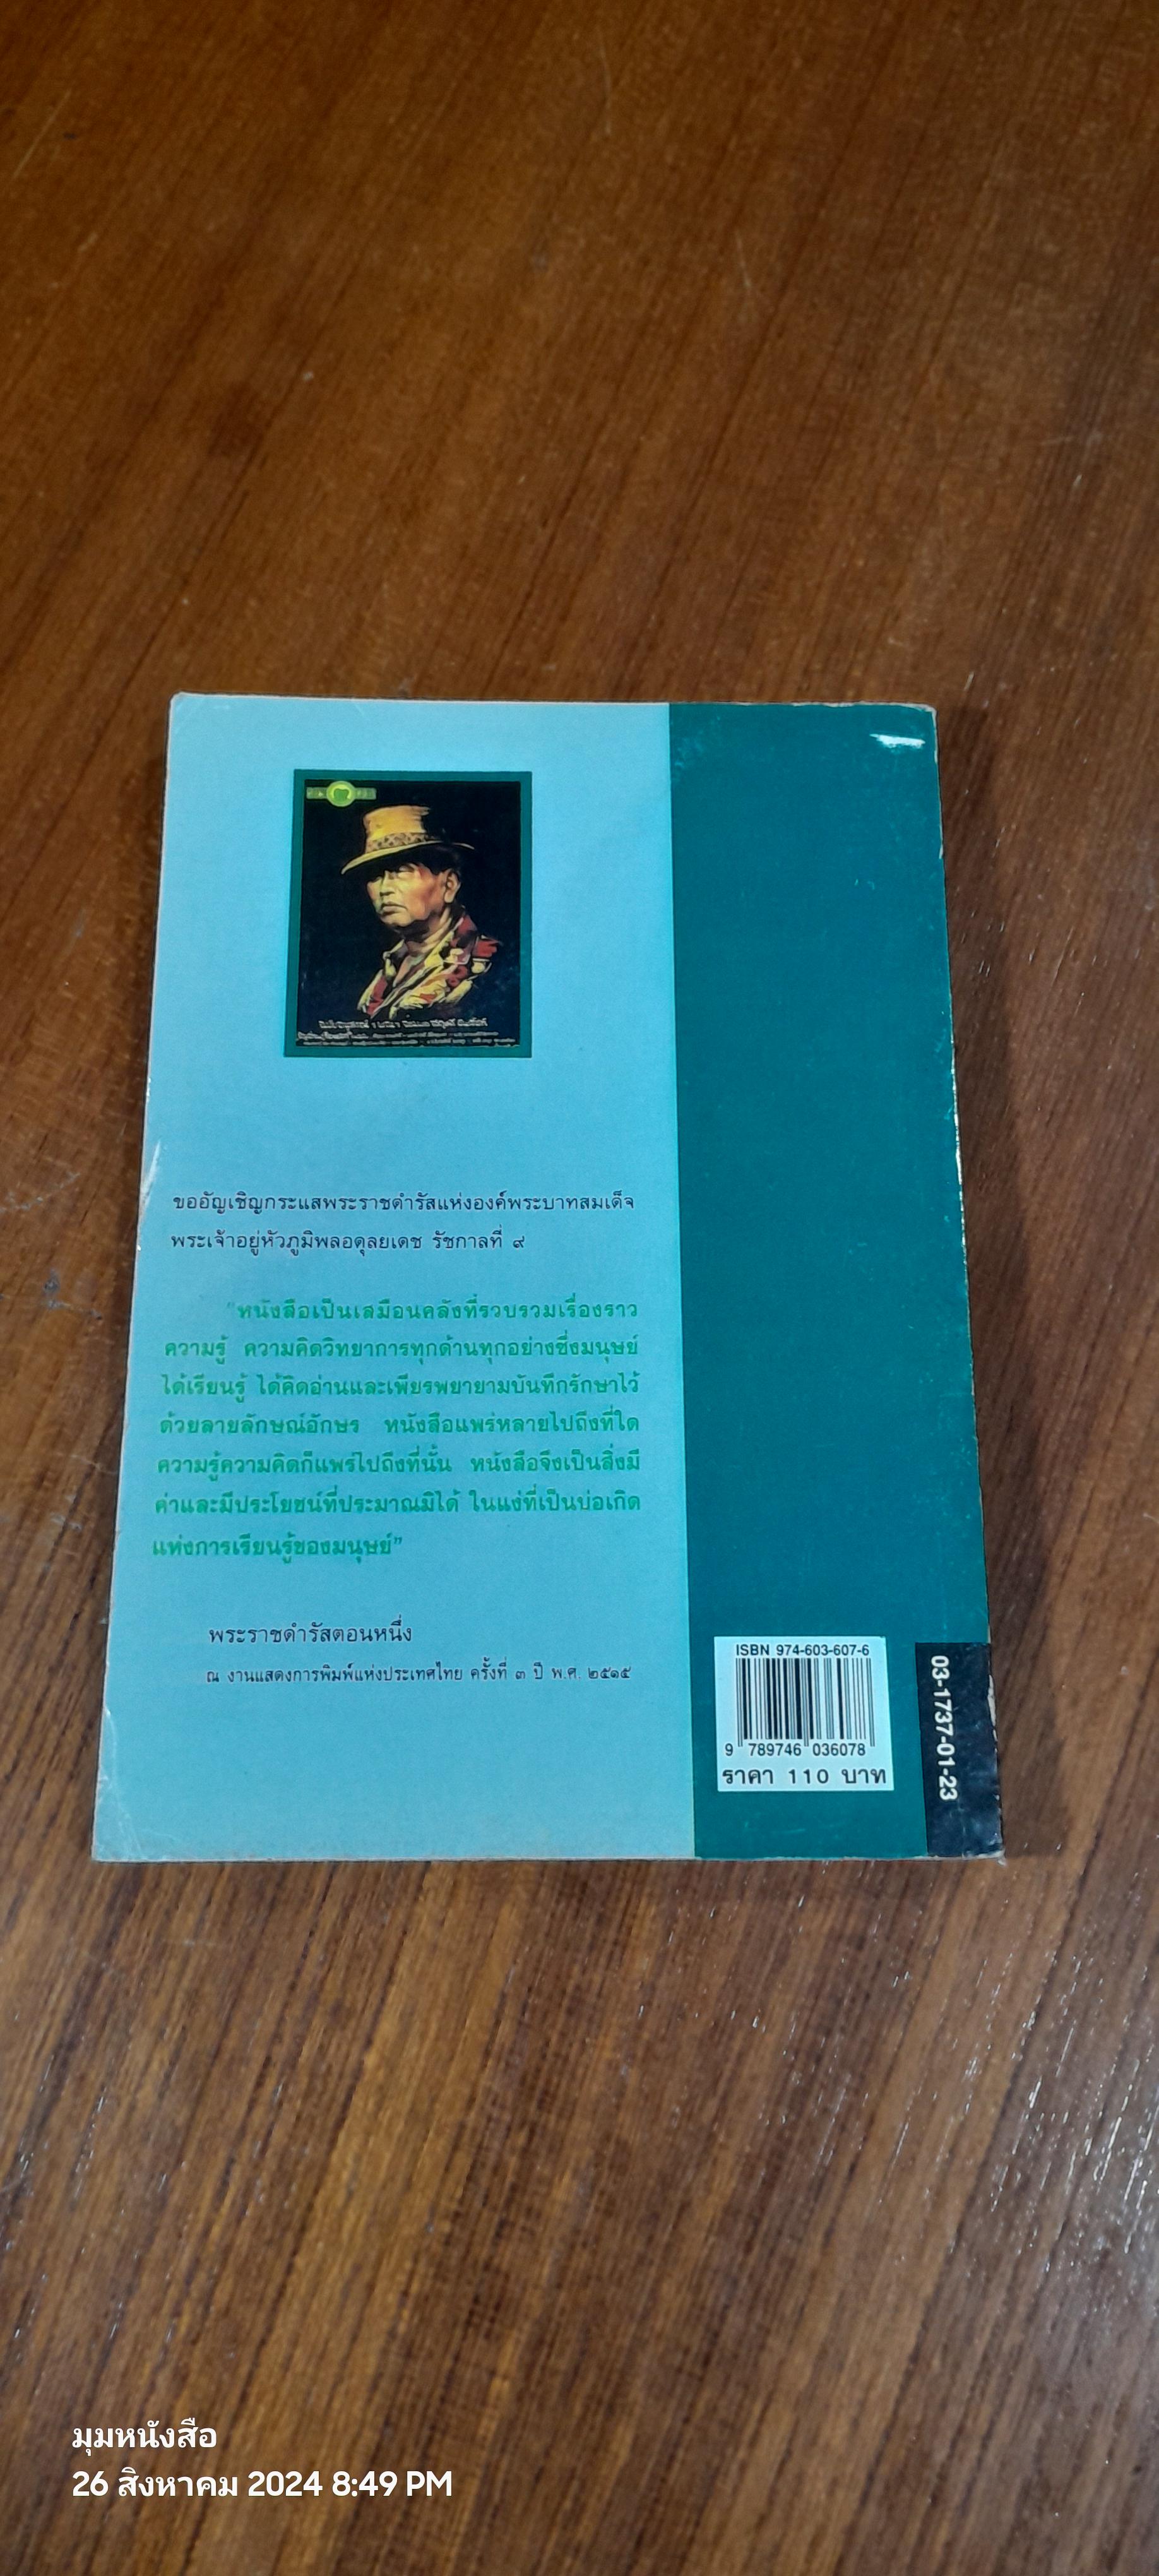 ขออัญเชิญกระแสพระราชดำรัสแห่งองค์พระบาทสมเด็จ
พระเจ้าอยู่หัวภูมิพลอดุลยเดช รัชกาลที่ ๙
"หนังสือเป็นเสมือนคลังที่รวบรวมเรื่องราว
ความรู้ ความคิดวิทยาการทุกด้านทุกอย่างซึ่งมนุษย์
ได้เรียนรู้ ได้คิดอ่านและเพียรพยายามบันทึกรักษาไว้
ด้วยลายลักษณ์อักษร หนังสือแพร่หลายไปถึงที่ใด
ความรู้ความคิดก็แพร่ไปถึงที่นั้น หนังสือจึงเป็นสิ่งมี
ค่าและมีประโยชน์ที่ประมาณมิได้ ในแง่ที่เป็นบ่อเกิด
แห่งการเรียนรู้ของมนุษย์"
พระราชดำรัสตอนหนึ่ง
ณ งานแสดงการพิมพ์แห่งประเทศไทย ครั้งที่ ๓ ปี พ.ศ. ๒๕๑๕
ISBN 974-603-607-6
9 789746 036078
ราคา 110 บาท
03-1737-01-23
มุมหนังสือ
26 สิงหาคม 2024 8:49 PM